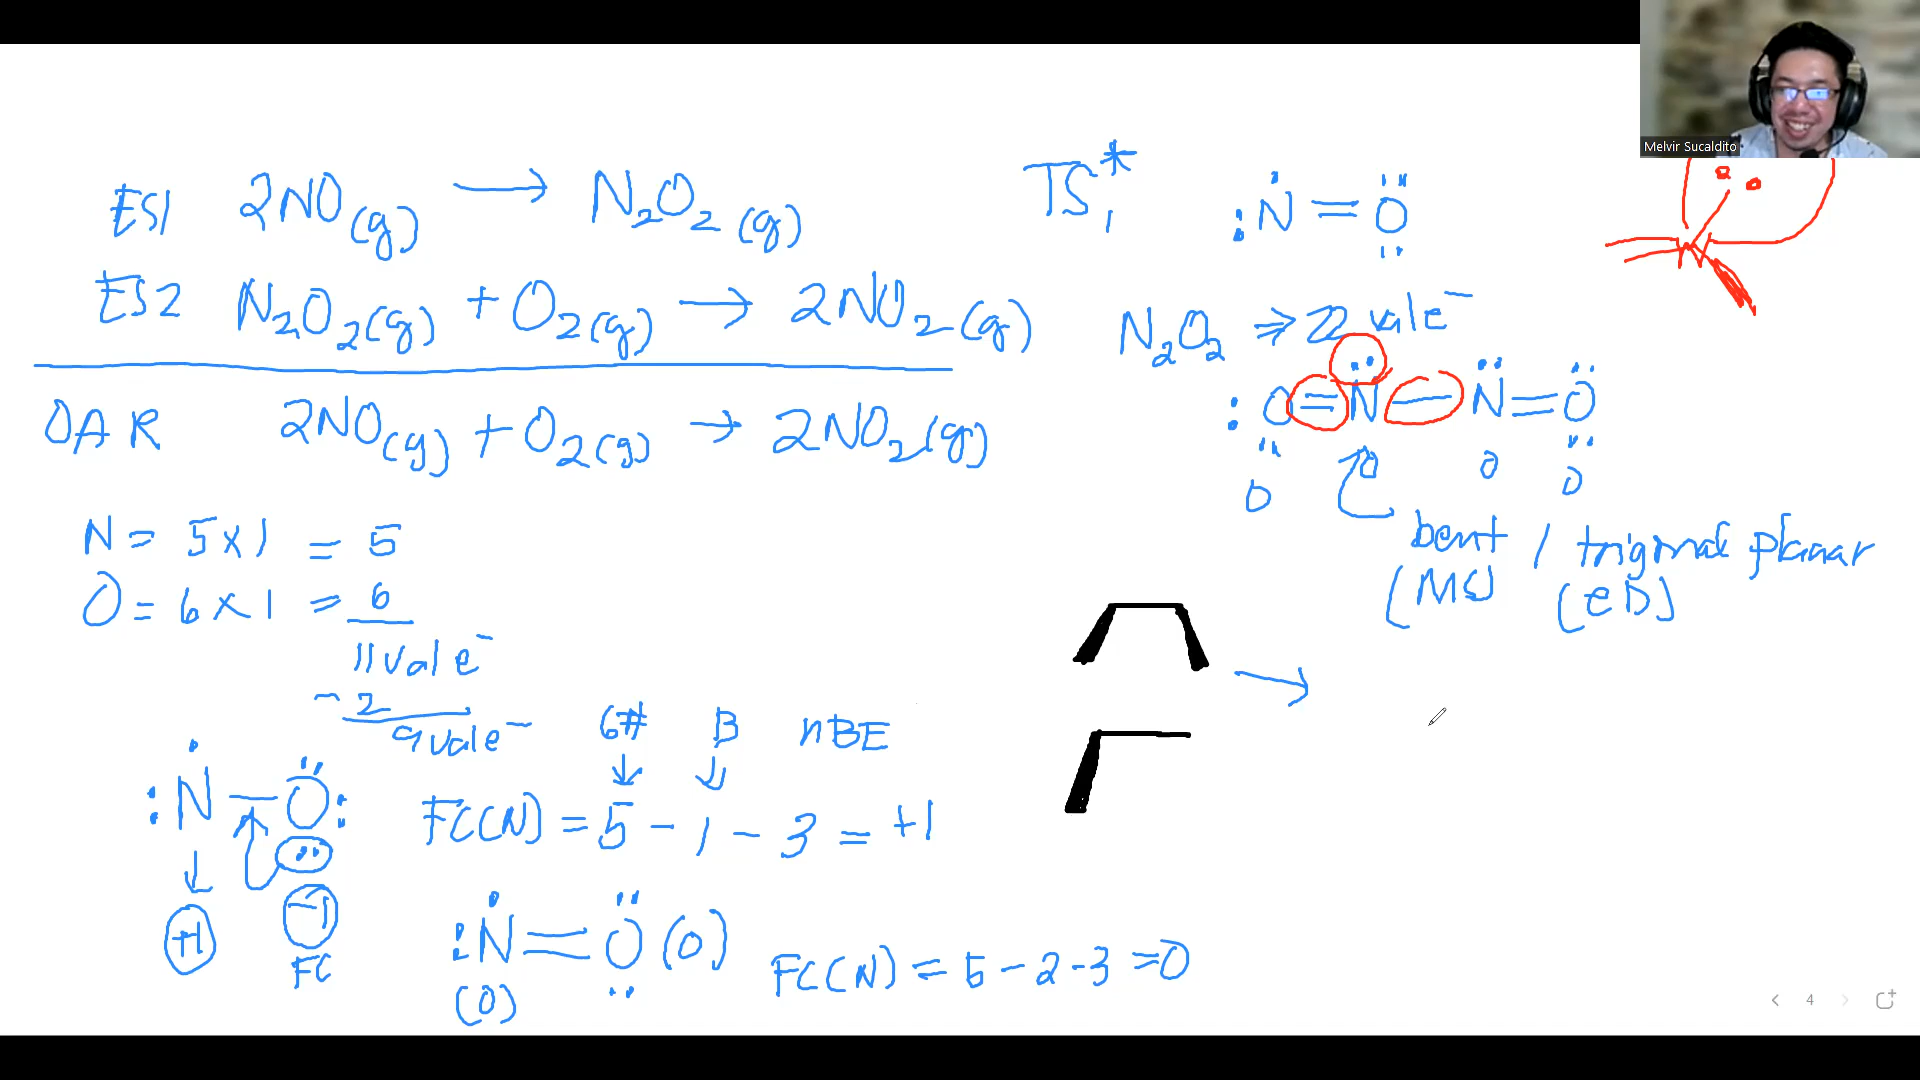 Melvir Sucaldito
ES1 2NO(g) → N₂O₂(g)
TS₁*
:N = O
ES2 N₂O₂(g) + O₂(g) → 2NO₂(g)
N₂O₂ ⇒ 22 val e⁻
:O = N — N = O
0 0 0 0
OAR 2NO(g) + O₂(g) → 2NO₂(g)
bent / trigonal planar
(MG) (eD)
N = 5 x 1 = 5
O = 6 x 1 = 6
11 val e⁻
- 2
9 val e⁻
G# B nBE
↓ ↓
:N — O:
FC(N) = 5 - 1 - 3 = +1
+1 -1
FC
:N = O (0)
(0)
FC(N) = 5 - 2 - 3 = 0
4